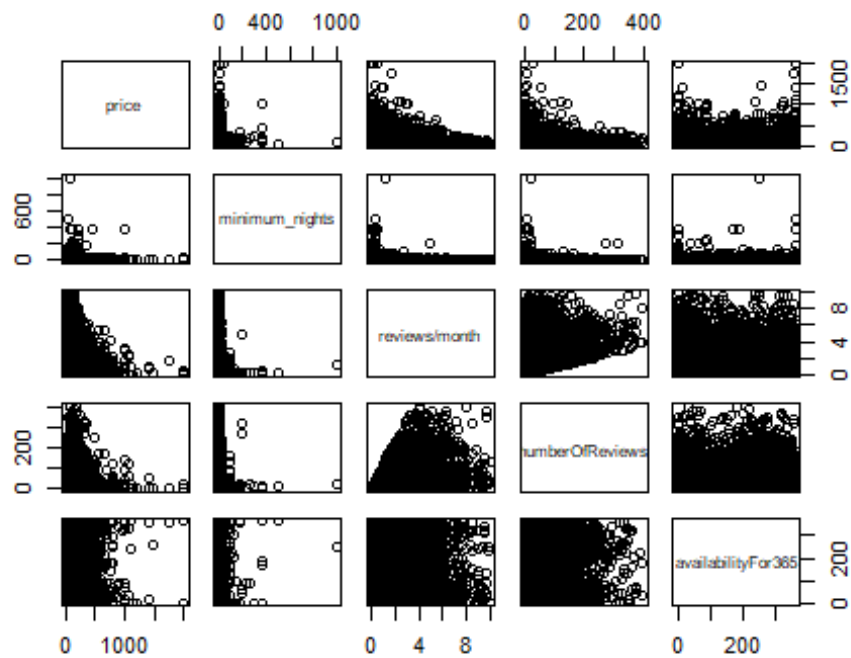 0 400 1000
0 200 400
price
0 1500
0 600
minimum_nights
reviews/month
0 4 8
0 200
numberOfReviews
availabilityFor365
0 200
0 1000
0 4 8
0 200